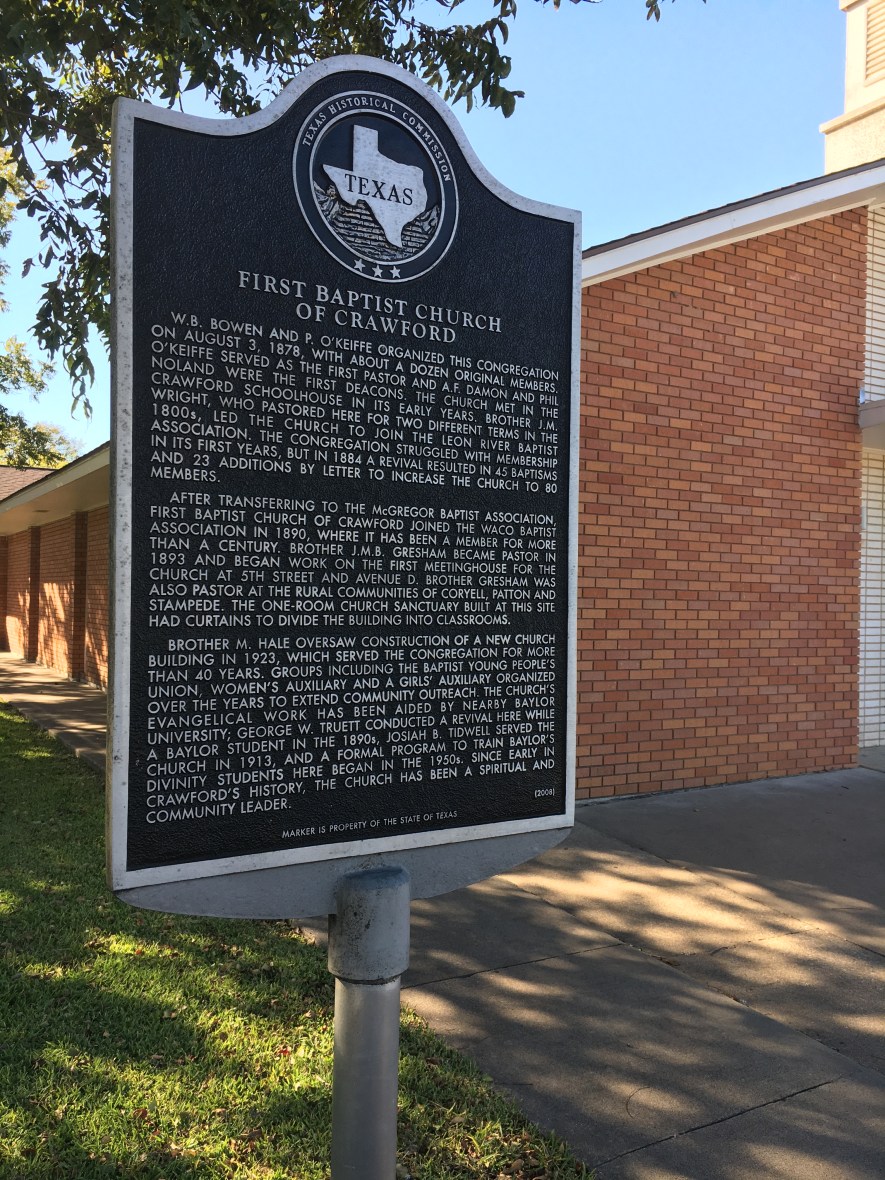 TEXAS HISTORICAL COMMISSION
TEXAS
FIRST BAPTIST CHURCH
OF CRAWFORD
W.B. BOWEN AND P. O'KEIFFE ORGANIZED THIS CONGREGATION
ON AUGUST 3, 1878, WITH ABOUT A DOZEN ORIGINAL MEMBERS.
O'KEIFFE SERVED AS THE FIRST PASTOR AND A.F. DAMON AND PHIL
NOLAND WERE THE FIRST DEACONS. THE CHURCH MET IN THE
CRAWFORD SCHOOLHOUSE IN ITS EARLY YEARS. BROTHER J.M.
WRIGHT, WHO PASTORED HERE FOR TWO DIFFERENT TERMS IN THE
1800s, LED THE CHURCH TO JOIN THE LEON RIVER BAPTIST
ASSOCIATION. THE CONGREGATION STRUGGLED WITH MEMBERSHIP
IN ITS FIRST YEARS, BUT IN 1884 A REVIVAL RESULTED IN 45 BAPTISMS
AND 23 ADDITIONS BY LETTER TO INCREASE THE CHURCH TO 80
MEMBERS.
AFTER TRANSFERRING TO THE McGREGOR BAPTIST ASSOCIATION,
FIRST BAPTIST CHURCH OF CRAWFORD JOINED THE WACO BAPTIST
ASSOCIATION IN 1890, WHERE IT HAS BEEN A MEMBER FOR MORE
THAN A CENTURY. BROTHER J.M.B. GRESHAM BECAME PASTOR IN
1893 AND BEGAN WORK ON THE FIRST MEETINGHOUSE FOR THE
CHURCH AT 5TH STREET AND AVENUE D. BROTHER GRESHAM WAS
ALSO PASTOR AT THE RURAL COMMUNITIES OF CORYELL, PATTON AND
STAMPEDE. THE ONE-ROOM CHURCH SANCTUARY BUILT AT THIS SITE
HAD CURTAINS TO DIVIDE THE BUILDING INTO CLASSROOMS.
BROTHER M. HALE OVERSAW CONSTRUCTION OF A NEW CHURCH
BUILDING IN 1923, WHICH SERVED THE CONGREGATION FOR MORE
THAN 40 YEARS. GROUPS INCLUDING THE BAPTIST YOUNG PEOPLE'S
UNION, WOMEN'S AUXILIARY AND A GIRLS' AUXILIARY ORGANIZED
OVER THE YEARS TO EXTEND COMMUNITY OUTREACH. THE CHURCH'S
EVANGELICAL WORK HAS BEEN AIDED BY NEARBY BAYLOR
UNIVERSITY; GEORGE W. TRUETT CONDUCTED A REVIVAL HERE WHILE
A BAYLOR STUDENT IN THE 1890s, JOSIAH B. TIDWELL SERVED THE
CHURCH IN 1913, AND A FORMAL PROGRAM TO TRAIN BAYLOR'S
DIVINITY STUDENTS HERE BEGAN IN THE 1950s. SINCE EARLY IN
CRAWFORD'S HISTORY, THE CHURCH HAS BEEN A SPIRITUAL AND
COMMUNITY LEADER.
(2008)
MARKER IS PROPERTY OF THE STATE OF TEXAS